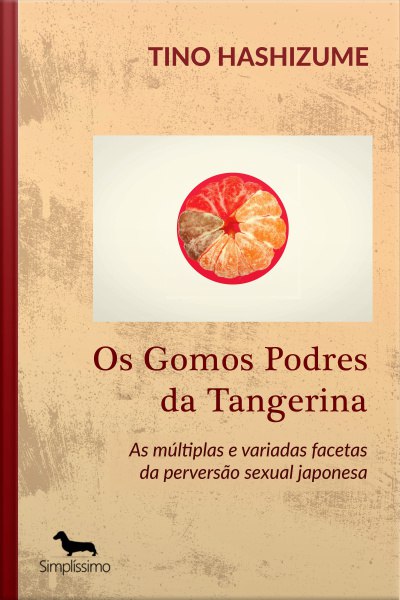 TINO HASHIZUME
Os Gomos Podres
da Tangerina
As múltiplas e variadas facetas
da perversão sexual japonesa
Simplíssimo